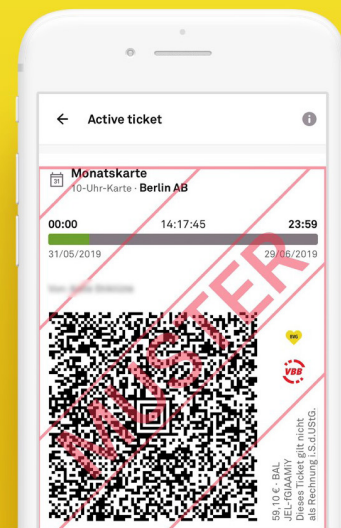 Active ticket
31
Monatskarte
10-Uhr-Karte · Berlin AB
00:00
14:17:45
23:59
31/05/2019
29/06/2019
MUSTER
BVG
VBB
59,10 € · BAL
JEL-fGIAAMIY
Dieses Ticket gilt nicht
als Rechnung i.S.d.UStG.